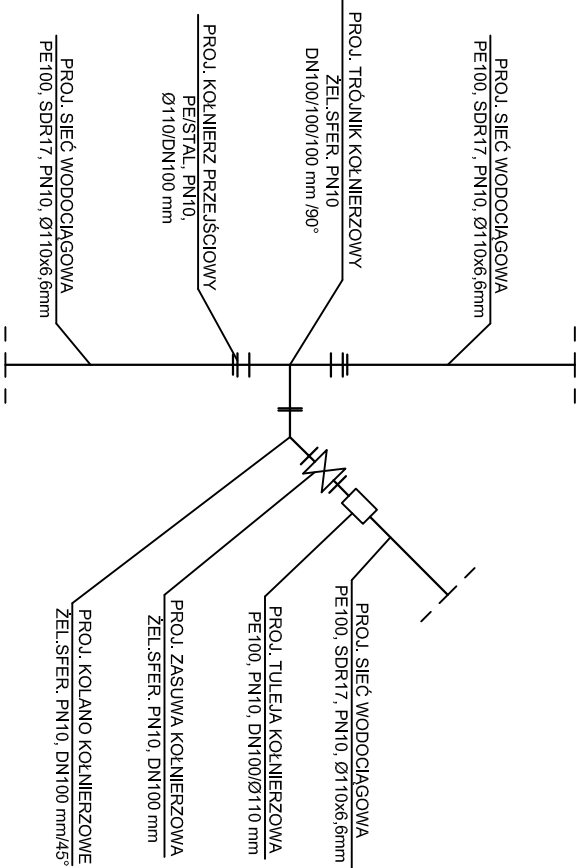 PROJ. SIEĆ WODOCIĄGOWA
PE100, SDR17, PN10, Ø110x6,6mm
PROJ. TRÓJNIK KOŁNIERZOWY
ŻEL.SFER. PN10
DN100/100/100 mm /90°
PROJ. KOŁNIERZ PRZEJŚCIOWY
PE/STAL, PN10,
Ø110/DN100 mm
PROJ. SIEĆ WODOCIĄGOWA
PE100, SDR17, PN10, Ø110x6,6mm
PROJ. SIEĆ WODOCIĄGOWA
PE100, SDR17, PN10, Ø110x6,6mm
PROJ. TULEJA KOŁNIERZOWA
PE100, PN10, DN100/Ø110 mm
PROJ. ZASUWA KOŁNIERZOWA
ŻEL.SFER. PN10, DN100 mm
PROJ. KOLANO KOŁNIERZOWE
ŻEL.SFER. PN10, DN100 mm/45°